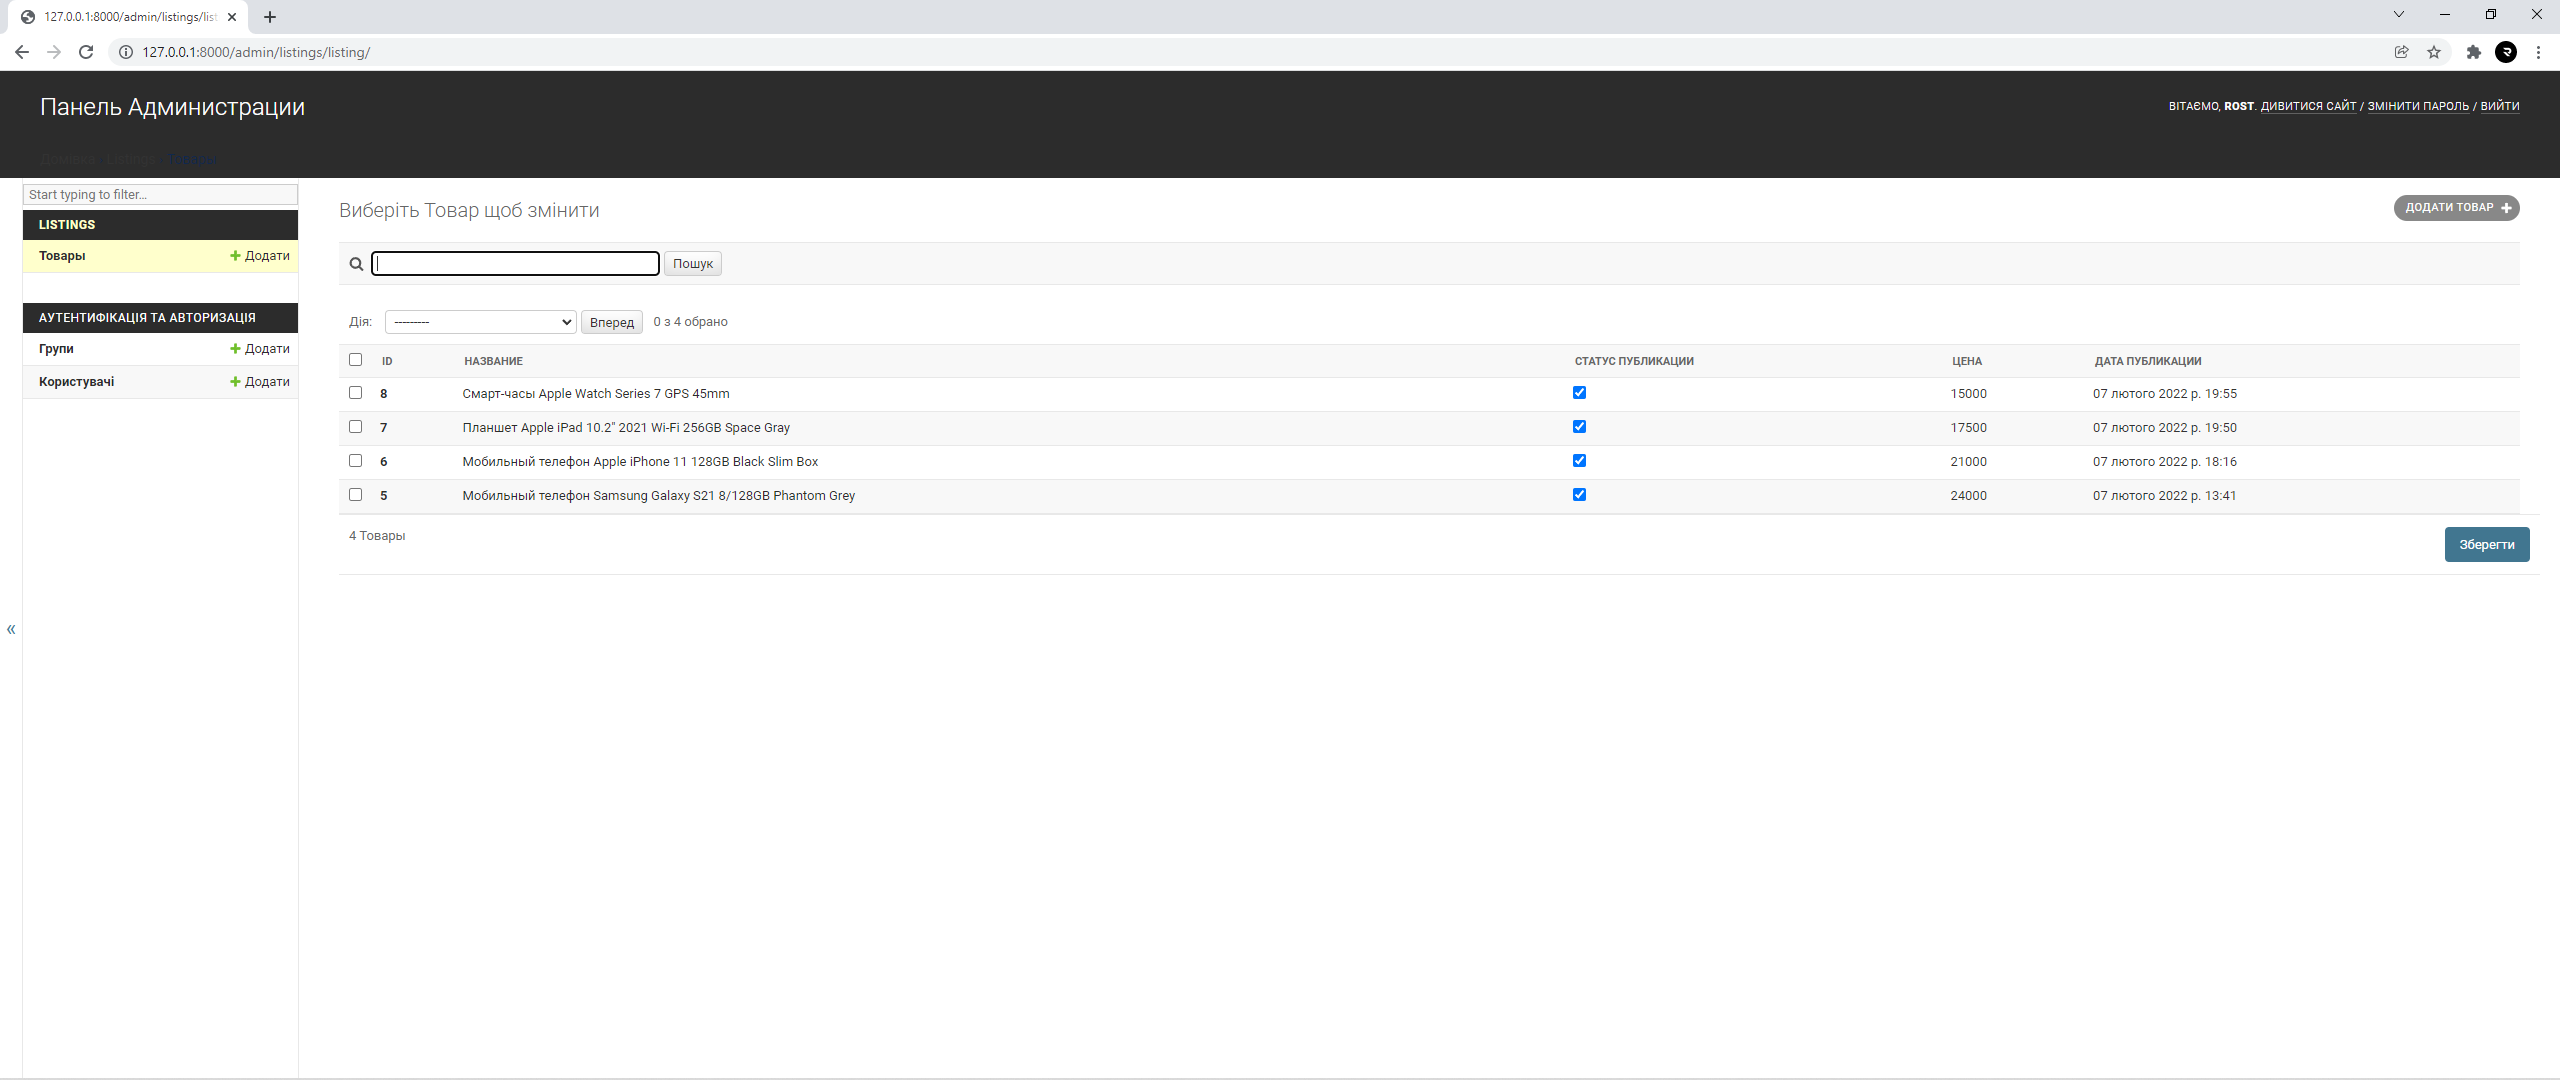 127.0.0.1:8000/admin/listings/list
127.0.0.1:8000/admin/listings/listing/
Панель Администрации
ВІТАЄМО, ROST. ДИВИТИСЯ САЙТ / ЗМІНИТИ ПАРОЛЬ / ВИЙТИ
Домівка › Listings › Товары
Start typing to filter...
LISTINGS
Товары Додати
АУТЕНТИФІКАЦІЯ ТА АВТОРИЗАЦІЯ
Групи Додати
Користувачі Додати
«
Виберіть Товар щоб змінити
ДОДАТИ ТОВАР +
Пошук
Дія: --------- Вперед 0 з 4 обрано
ID НАЗВАНИЕ СТАТУС ПУБЛИКАЦИИ ЦЕНА ДАТА ПУБЛИКАЦИИ
8 Смарт-часы Apple Watch Series 7 GPS 45mm 15000 07 лютого 2022 р. 19:55
7 Планшет Apple iPad 10.2" 2021 Wi-Fi 256GB Space Gray 17500 07 лютого 2022 р. 19:50
6 Мобильный телефон Apple iPhone 11 128GB Black Slim Box 21000 07 лютого 2022 р. 18:16
5 Мобильный телефон Samsung Galaxy S21 8/128GB Phantom Grey 24000 07 лютого 2022 р. 13:41
4 Товары
Зберегти